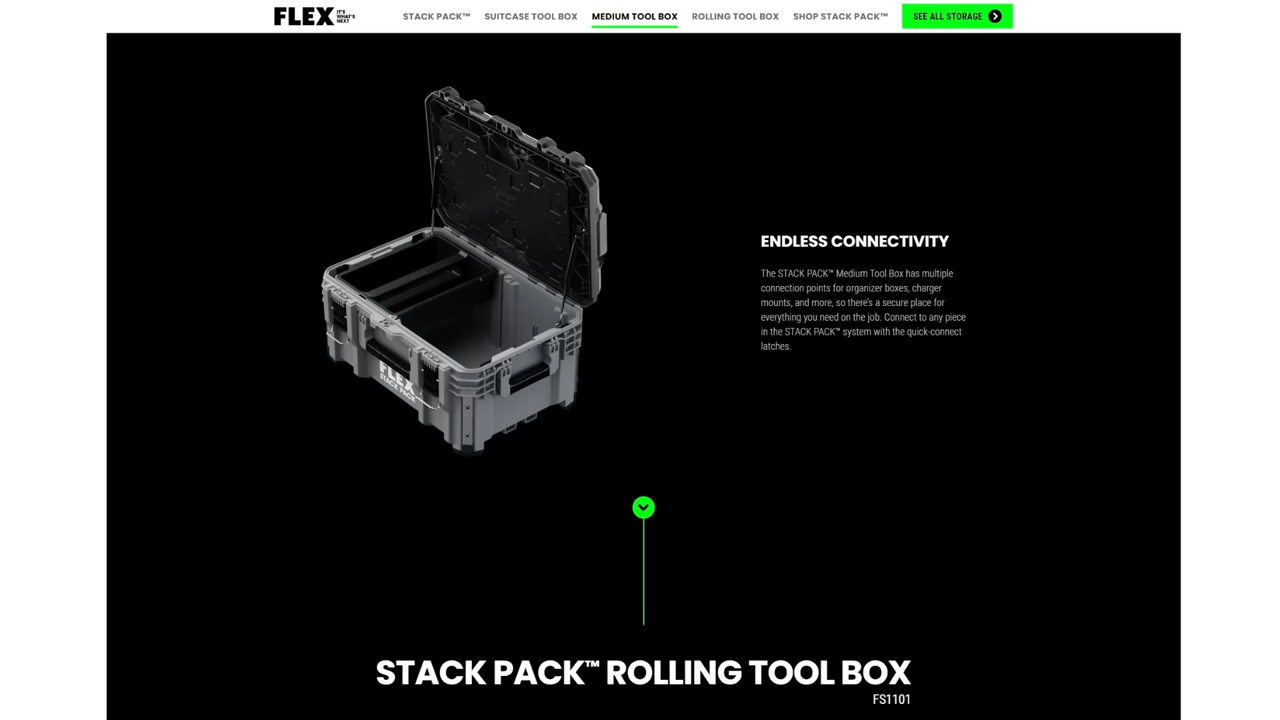 FLEX IT'S WHAT'S NEXT
STACK PACK™
SUITCASE TOOL BOX
MEDIUM TOOL BOX
ROLLING TOOL BOX
SHOP STACK PACK™
SEE ALL STORAGE
FLEX
STACK PACK
ENDLESS CONNECTIVITY
The STACK PACK™ Medium Tool Box has multiple
connection points for organizer boxes, charger
mounts, and more, so there's a secure place for
everything you need on the job. Connect to any piece
in the STACK PACK™ system with the quick-connect
latches.
STACK PACK™ ROLLING TOOL BOX
FS1101